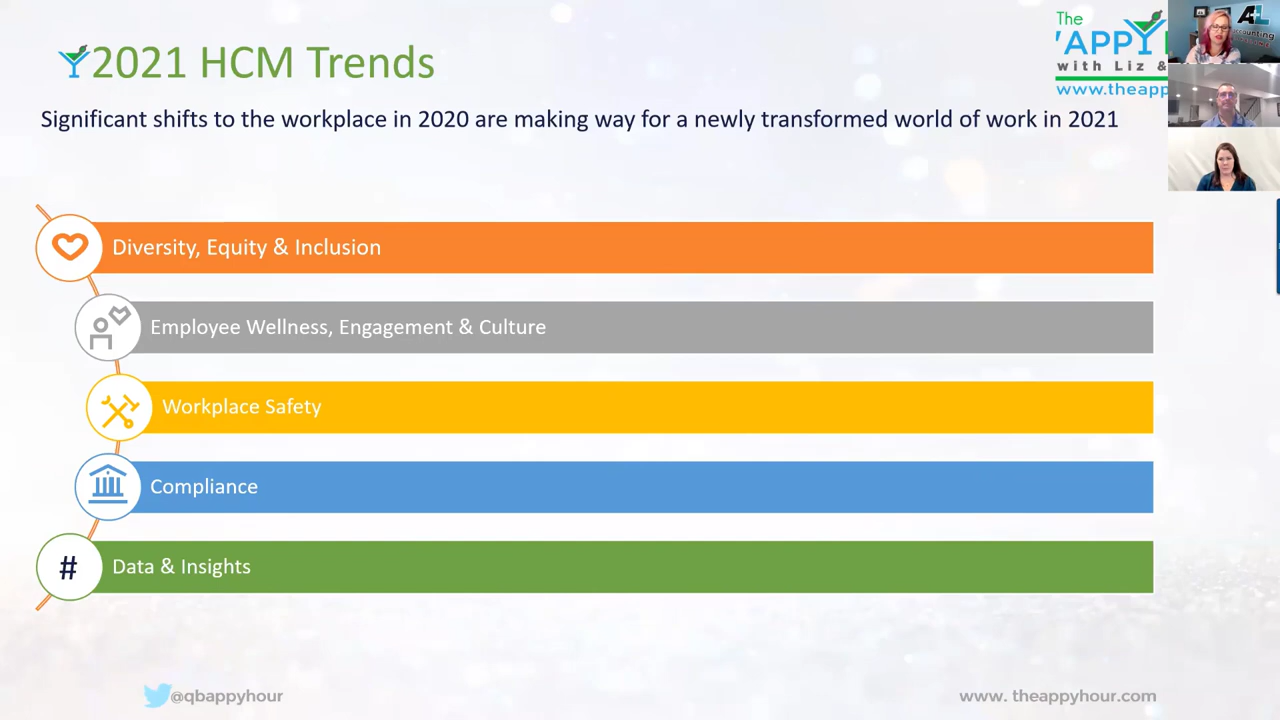 2021 HCM Trends
The
'APPY
with Liz &
www.theapp
Significant shifts to the workplace in 2020 are making way for a newly transformed world of work in 2021
Diversity, Equity & Inclusion
Employee Wellness, Engagement & Culture
Workplace Safety
Compliance
#
Data & Insights
@qbappyhour
www. theappyhour.com